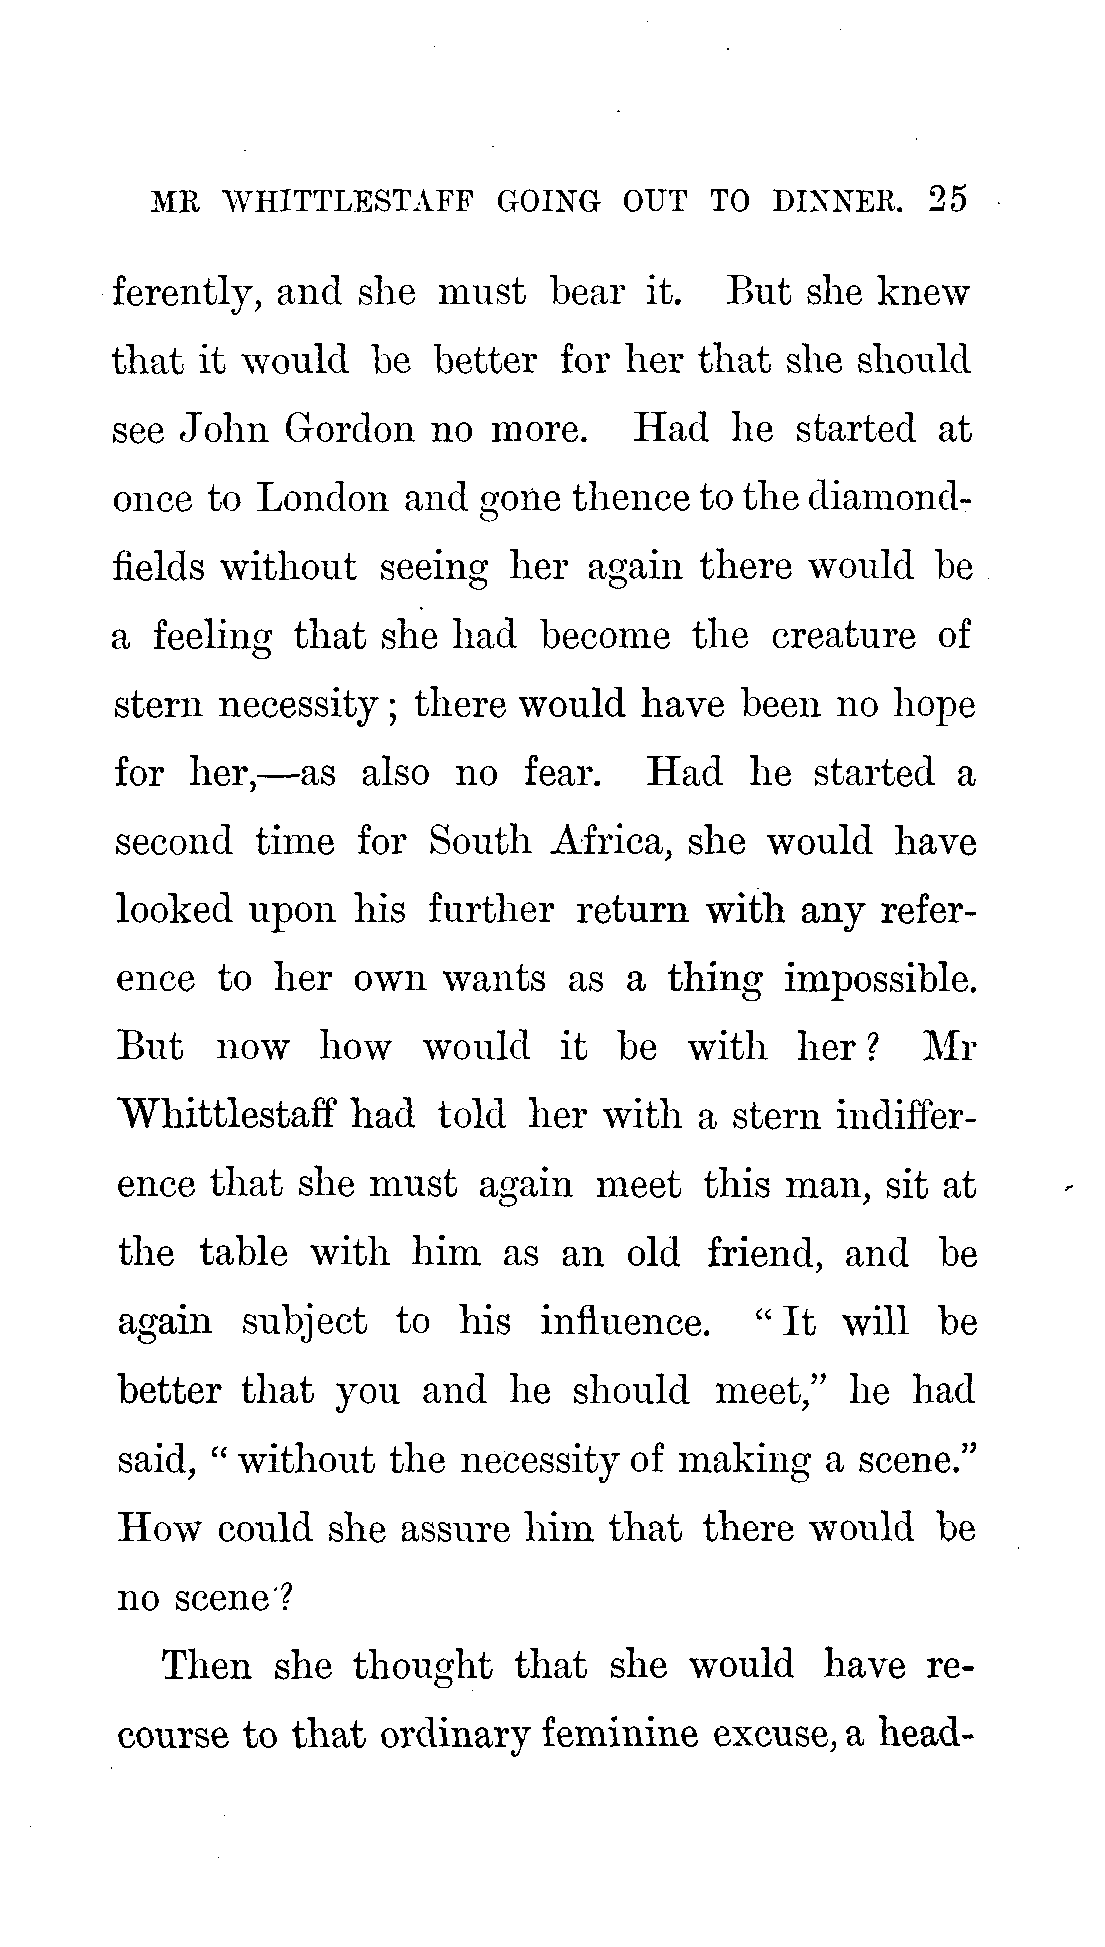 MR WHITTLESTAFF GOING OUT TO DINNER. 25
ferently, and she must bear it. But she knew
that it would be better for her that she should
see John Gordon no more. Had he started at
once to London and gone thence to the diamond-
fields without seeing her again there would be
a feeling that she had become the creature of
stern necessity; there would have been no hope
for her,—as also no fear. Had he started a
second time for South Africa, she would have
looked upon his further return with any refer-
ence to her own wants as a thing impossible.
But now how would it be with her? Mr
Whittlestaff had told her with a stern indiffer-
ence that she must again meet this man, sit at
the table with him as an old friend, and be
again subject to his influence. “It will be
better that you and he should meet,” he had
said, “without the necessity of making a scene.”
How could she assure him that there would be
no scene?
Then she thought that she would have re-
course to that ordinary feminine excuse, a head-